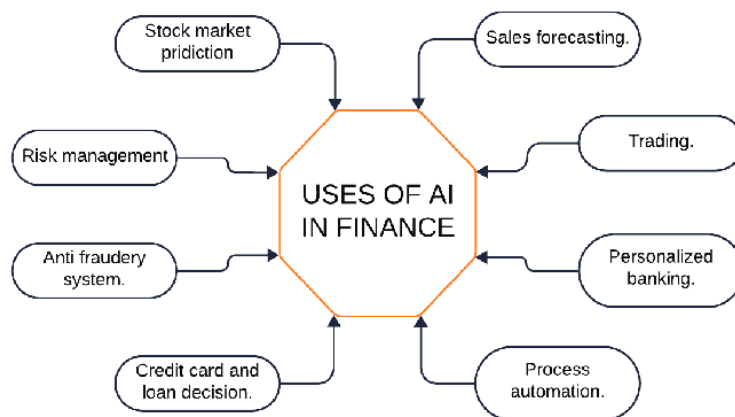 Stock market
pridiction
Sales forecasting.
Risk management
Trading.
USES OF AI
IN FINANCE
Anti fraudery
system.
Personalized
banking.
Credit card and
loan decision.
Process
automation.